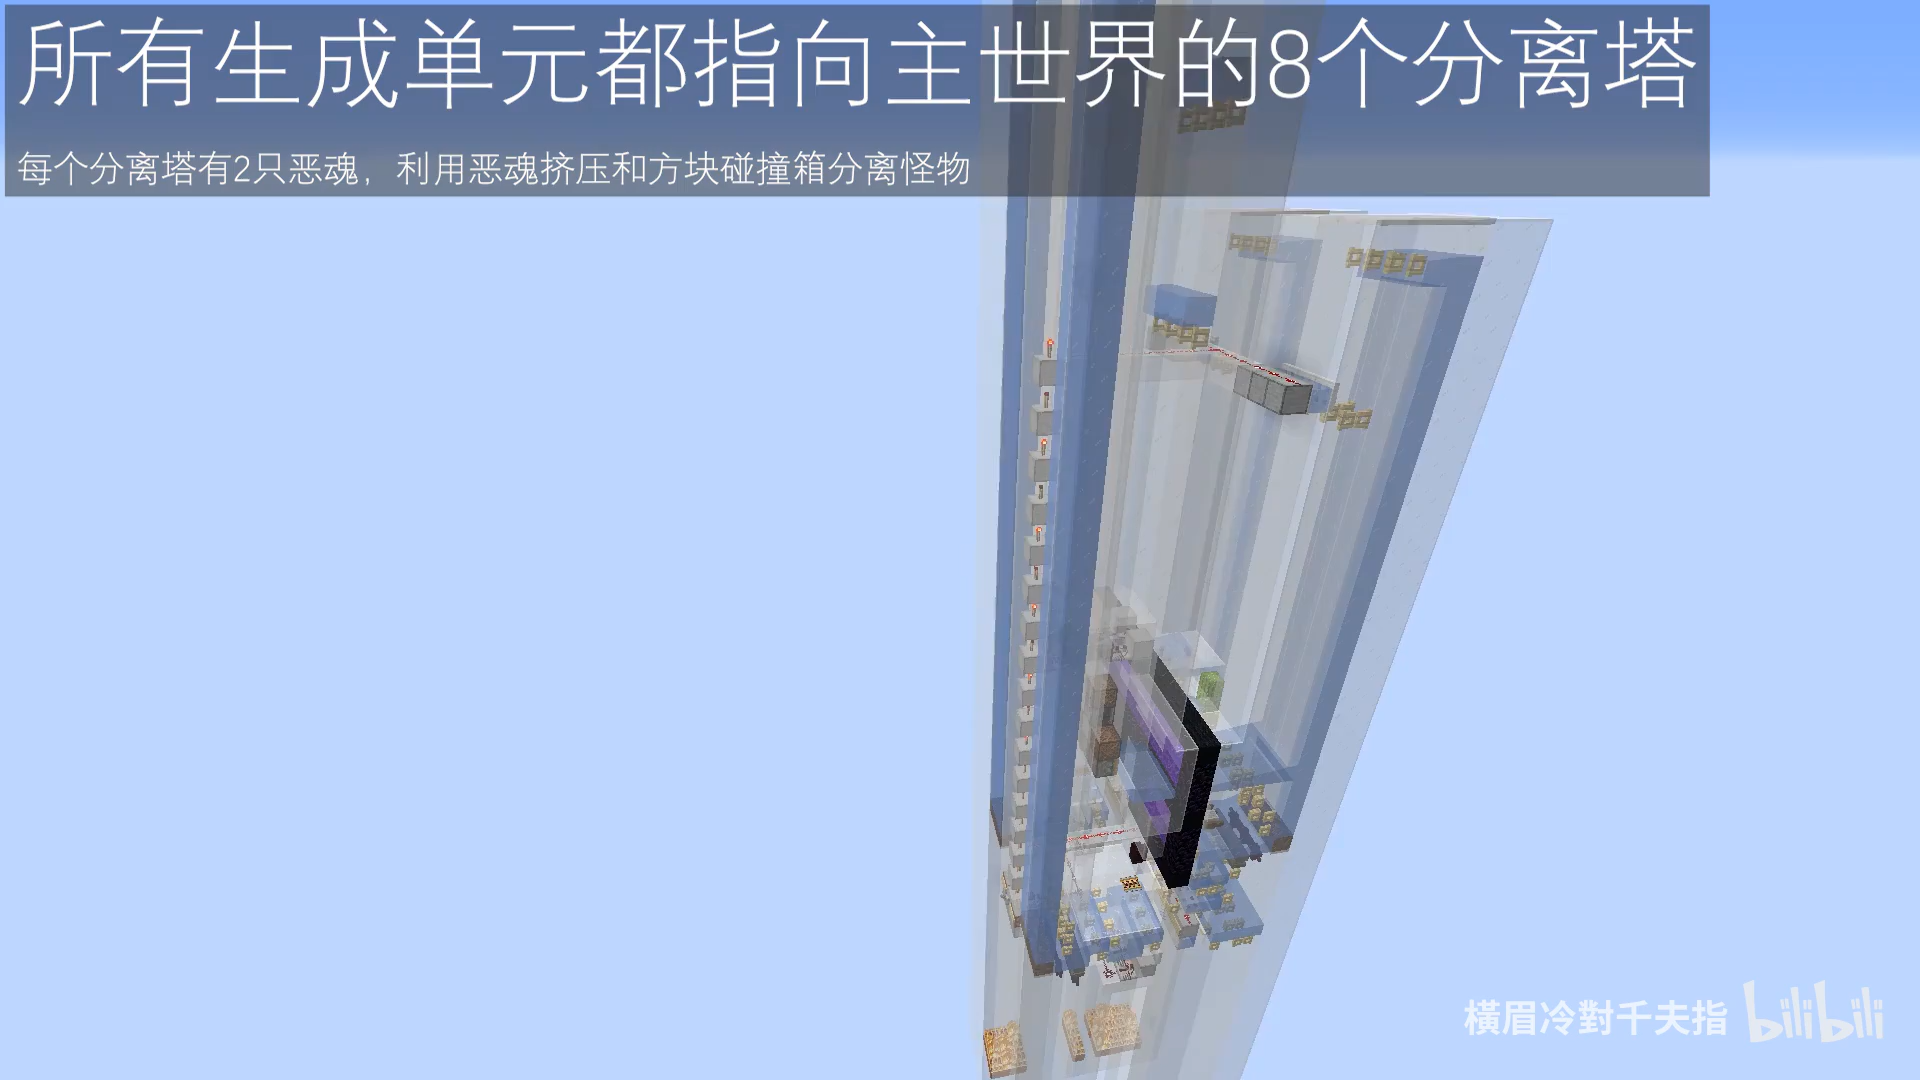 所有生成单元都指向主世界的8个分离塔
每个分离塔有2只恶魂，利用恶魂挤压和方块碰撞箱分离怪物
橫眉冷對千夫指 bilibili